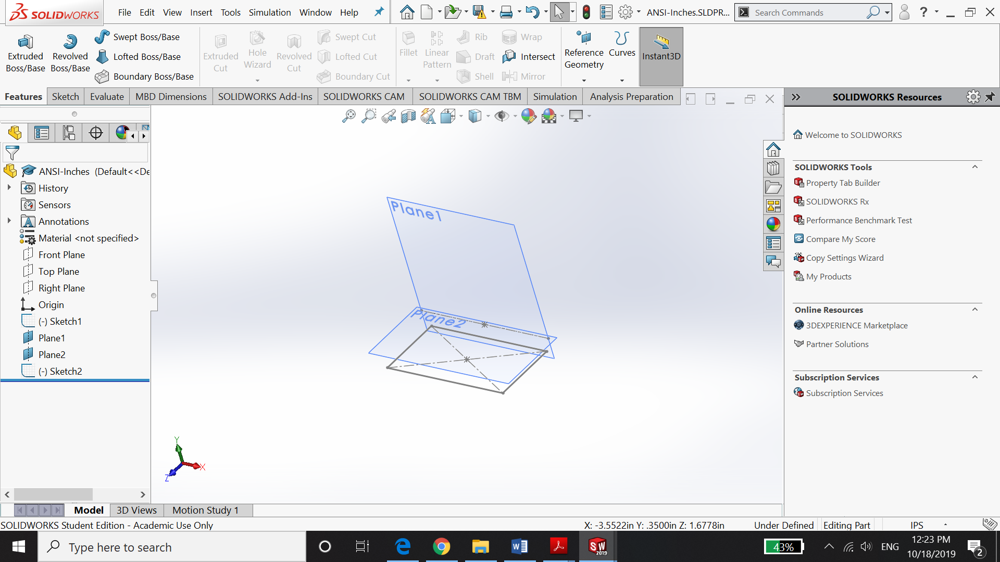 SOLIDWORKS
File Edit View Insert Tools Simulation Window Help
ANSI-Inches.SLDPR...
Search Commands
?
Extruded Boss/Base
Revolved Boss/Base
Swept Boss/Base
Lofted Boss/Base
Boundary Boss/Base
Extruded Cut
Hole Wizard
Revolved Cut
Swept Cut
Lofted Cut
Boundary Cut
Fillet
Linear Pattern
Rib
Draft
Shell
Wrap
Intersect
Mirror
Reference Geometry
Curves
Instant3D
Features Sketch Evaluate MBD Dimensions SOLIDWORKS Add-Ins SOLIDWORKS CAM SOLIDWORKS CAM TBM Simulation Analysis Preparation
ANSI-Inches (Default<<De
History
Sensors
Annotations
Material <not specified>
Front Plane
Top Plane
Right Plane
Origin
(-) Sketch1
Plane1
Plane2
(-) Sketch2
Plane1
Plane2
Y
X
Z
SOLIDWORKS Resources
Welcome to SOLIDWORKS
SOLIDWORKS Tools
Property Tab Builder
SOLIDWORKS Rx
Performance Benchmark Test
Compare My Score
Copy Settings Wizard
My Products
Online Resources
3DEXPERIENCE Marketplace
Partner Solutions
Subscription Services
Subscription Services
Model 3D Views Motion Study 1
SOLIDWORKS Student Edition - Academic Use Only
X: -3.5522in Y: .3500in Z: 1.6778in
Under Defined
Editing Part
IPS
Type here to search
SW 2019
43%
ENG
12:23 PM
10/18/2019
2